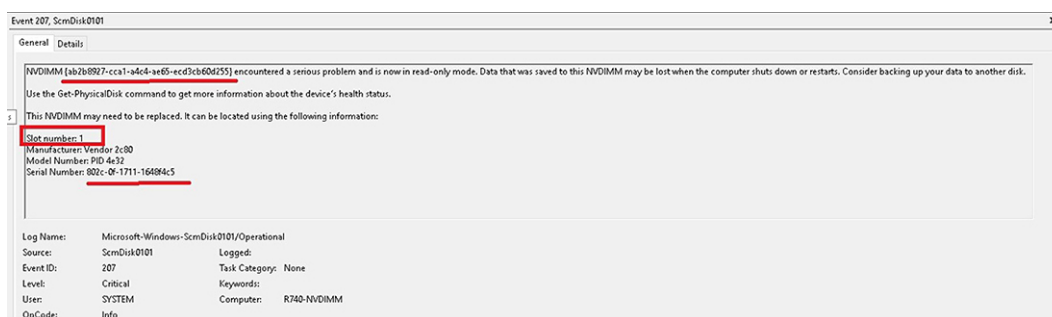 Event 207, ScmDisk0101
General Details
NVDIMM {ab2b8927-cca1-a4c4-ae65-ecd3cb60d255} encountered a serious problem and is now in read-only mode. Data that was saved to this NVDIMM may be lost when the computer shuts down or restarts. Consider backing up your data to another disk.
Use the Get-PhysicalDisk command to get more information about the device's health status.
This NVDIMM may need to be replaced. It can be located using the following information:
Slot number: 1
Manufacturer: Vendor 2c80
Model Number: PID 4e32
Serial Number: 802c-0f-1711-1648f4c5
Log Name: Microsoft-Windows-ScmDisk0101/Operational
Source: ScmDisk0101 Logged:
Event ID: 207 Task Category: None
Level: Critical Keywords:
User: SYSTEM Computer: R740-NVDIMM
OpCode: Info